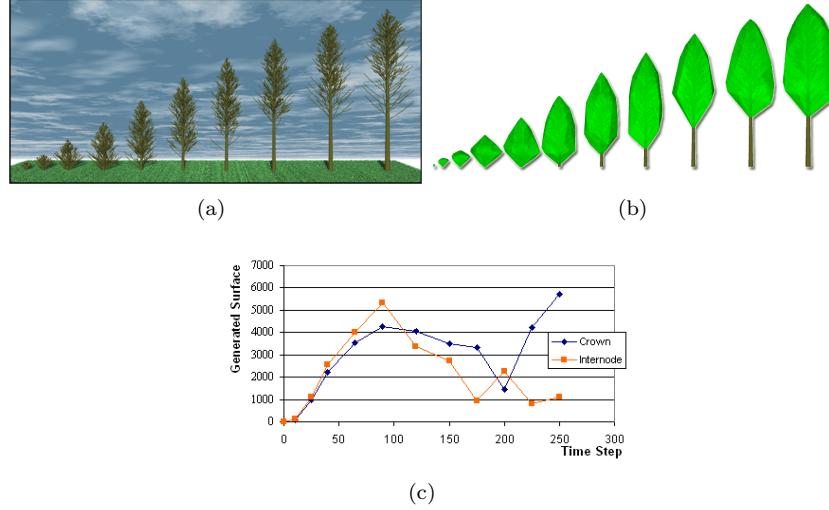 (a)
(b)
Generated Surface
7000
6000
5000
4000
3000
2000
1000
0
Crown
Internode
0 50 100 150 200 250 300
Time Step
(c)